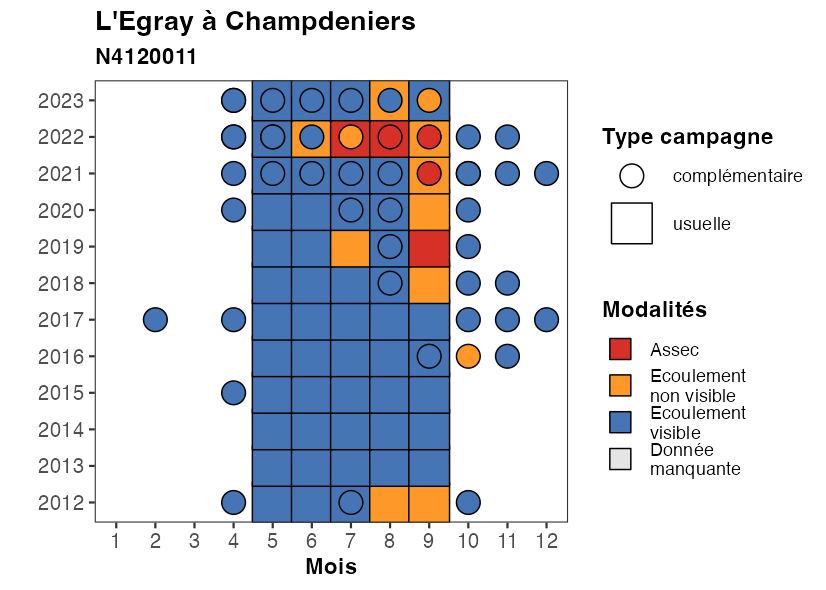 L'Egray à Champdeniers
N4120011
2023
2022
2021
2020
2019
2018
2017
2016
2015
2014
2013
2012
1 2 3 4 5 6 7 8 9 10 11 12
Mois
Type campagne
complémentaire
usuelle
Modalités
Assec
Ecoulement
non visible
Ecoulement
visible
Donnée
manquante